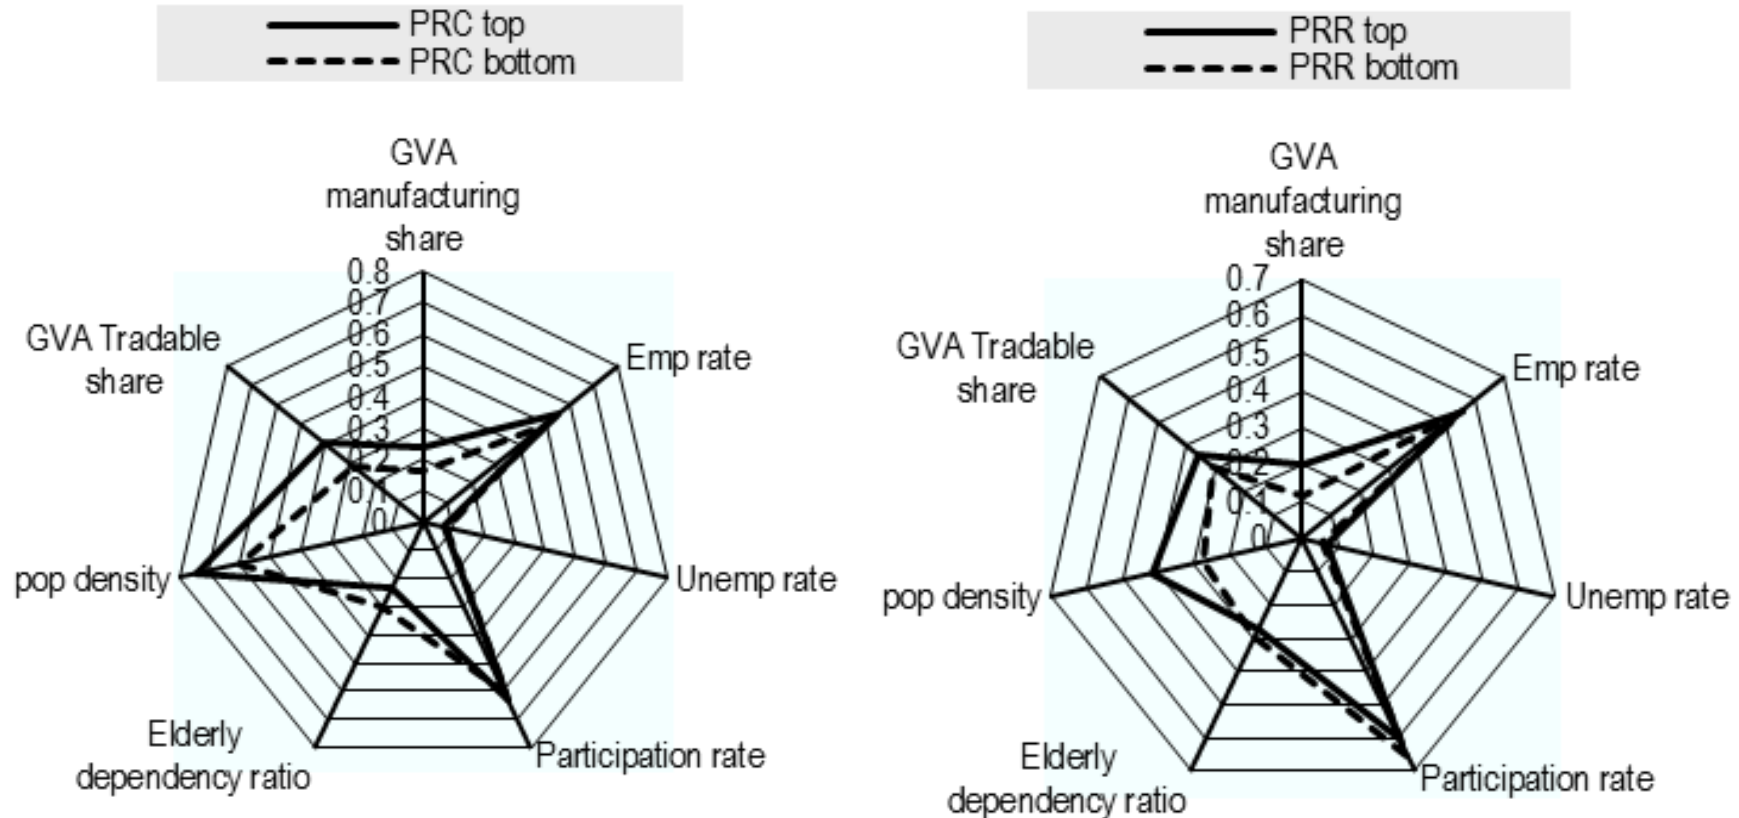 PRC top
PRC bottom
GVA
manufacturing
share
0.8
0.7
0.6
0.5
0.4
0.3
0.2
0.1
0
GVA Tradable
share
Emp rate
pop density
Unemp rate
Elderly
dependency ratio
Participation rate
PRR top
PRR bottom
GVA
manufacturing
share
0.7
0.6
0.5
0.4
0.3
0.2
0.1
0
GVA Tradable
share
Emp rate
pop density
Unemp rate
Elderly
dependency ratio
Participation rate